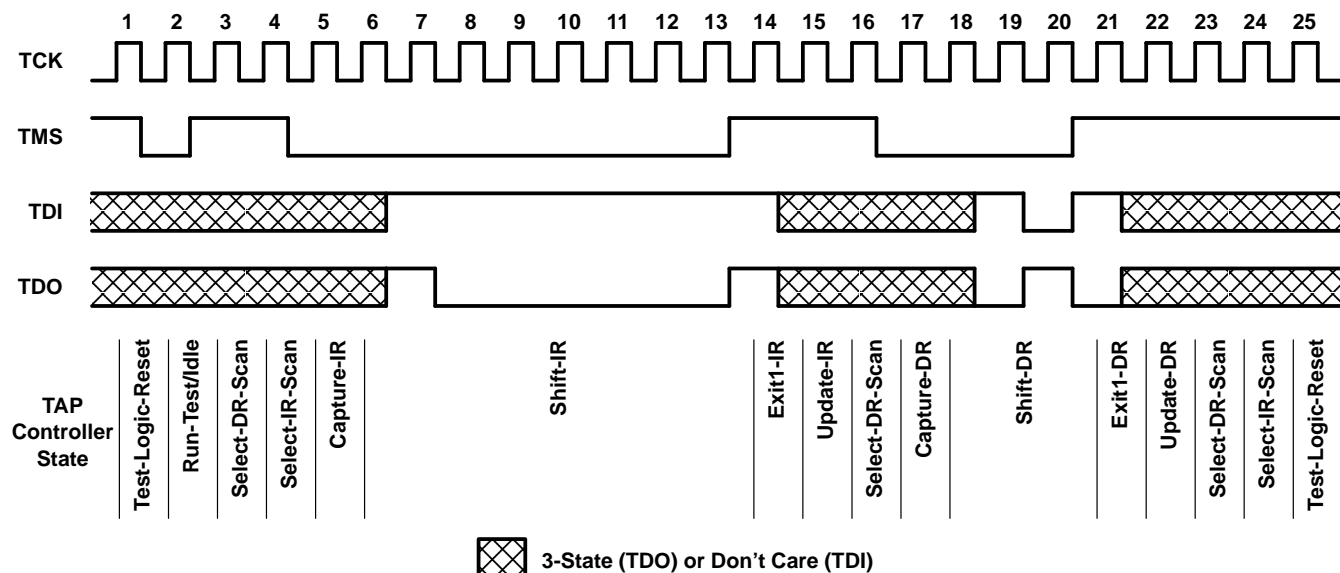 1 2 3 4 5 6 7 8 9 10 11 12 13 14 15 16 17 18 19 20 21 22 23 24 25
TCK
TMS
TDI
TDO
TAP
Controller
State
Test-Logic-Reset
Run-Test/Idle
Select-DR-Scan
Select-IR-Scan
Capture-IR
Shift-IR
Exit1-IR
Update-IR
Select-DR-Scan
Capture-DR
Shift-DR
Exit1-DR
Update-DR
Select-DR-Scan
Select-IR-Scan
Test-Logic-Reset
3-State (TDO) or Don’t Care (TDI)